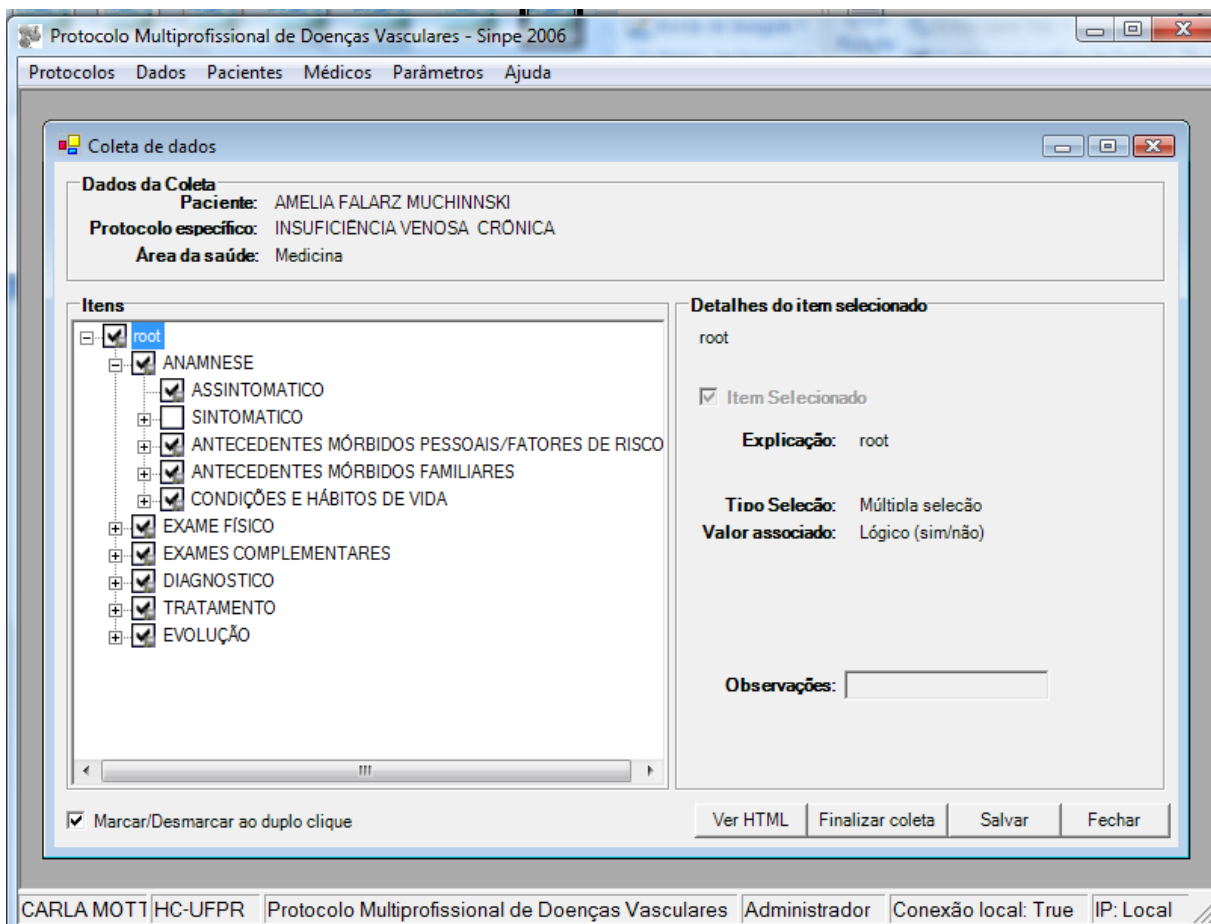 Protocolo Multiprofissional de Doenças Vasculares - Sinpe 2006
Protocolos Dados Pacientes Médicos Parâmetros Ajuda
Coleta de dados
Dados da Coleta
Paciente: AMELIA FALARZ MUCHINNSKI
Protocolo específico: INSUFICIÊNCIA VENOSA CRÔNICA
Área da saúde: Medicina
Itens
root
ANAMNESE
ASSINTOMATICO
SINTOMATICO
ANTECEDENTES MÓRBIDOS PESSOAIS/FATORES DE RISCO
ANTECEDENTES MÓRBIDOS FAMILIARES
CONDIÇÕES E HÁBITOS DE VIDA
EXAME FÍSICO
EXAMES COMPLEMENTARES
DIAGNOSTICO
TRATAMENTO
EVOLUÇÃO
Detalhes do item selecionado
root
Item Selecionado
Explicação: root
Tipo Seleção: Múltipla seleção
Valor associado: Lógico (sim/não)
Observações:
Marcar/Desmarcar ao duplo clique
Ver HTML Finalizar coleta Salvar Fechar
CARLA MOTT HC-UFPR Protocolo Multiprofissional de Doenças Vasculares Administrador Conexão local: True IP: Local